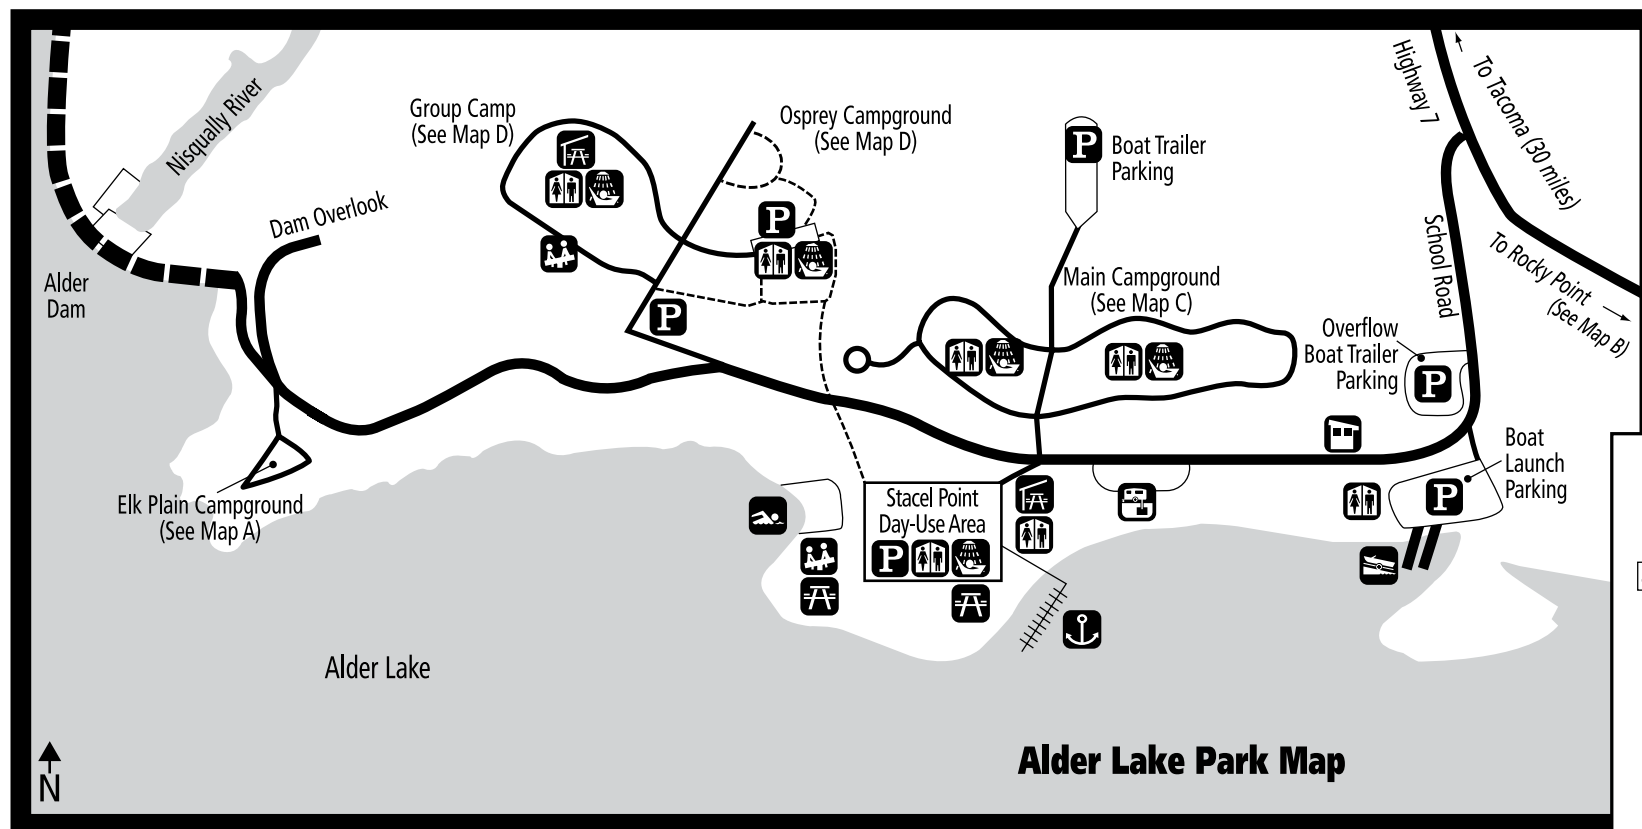 Nisqually River
Group Camp
(See Map D)
Osprey Campground
(See Map D)
P
Boat Trailer
Parking
Highway 7
To Tacoma (30 miles)
Dam Overlook
P
School Road
To Rocky Point
(See Map B)
Alder
Dam
P
Main Campground
(See Map C)
Overflow
Boat Trailer
Parking
P
Elk Plain Campground
(See Map A)
Stacel Point
Day-Use Area
P
Boat
Launch
Parking
P
Alder Lake
N
Alder Lake Park Map